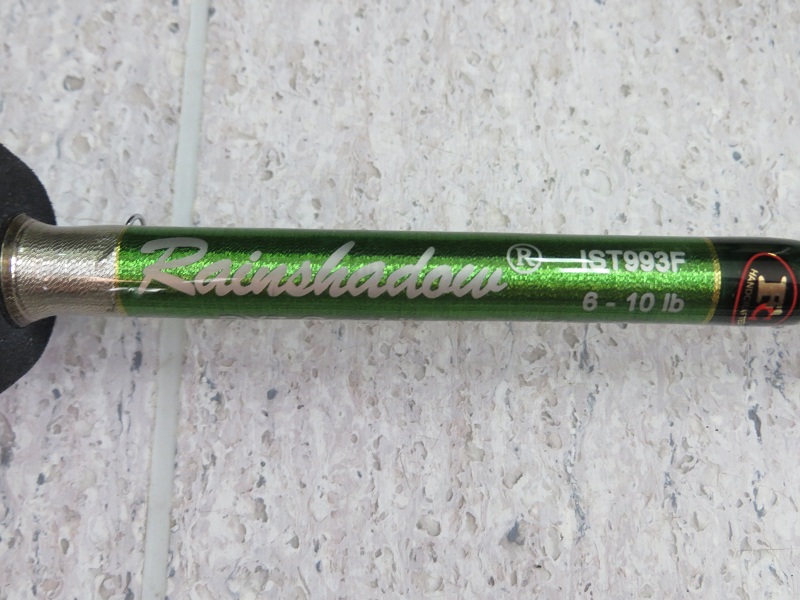 Rainshadow® IST993F
6 - 10 lb